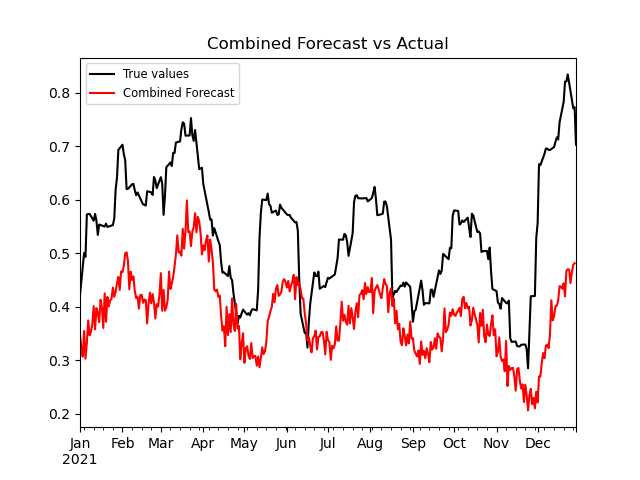 Combined Forecast vs Actual
True values
Combined Forecast
0.8
0.7
0.6
0.5
0.4
0.3
0.2
Jan Feb Mar Apr May Jun Jul Aug Sep Oct Nov Dec
2021